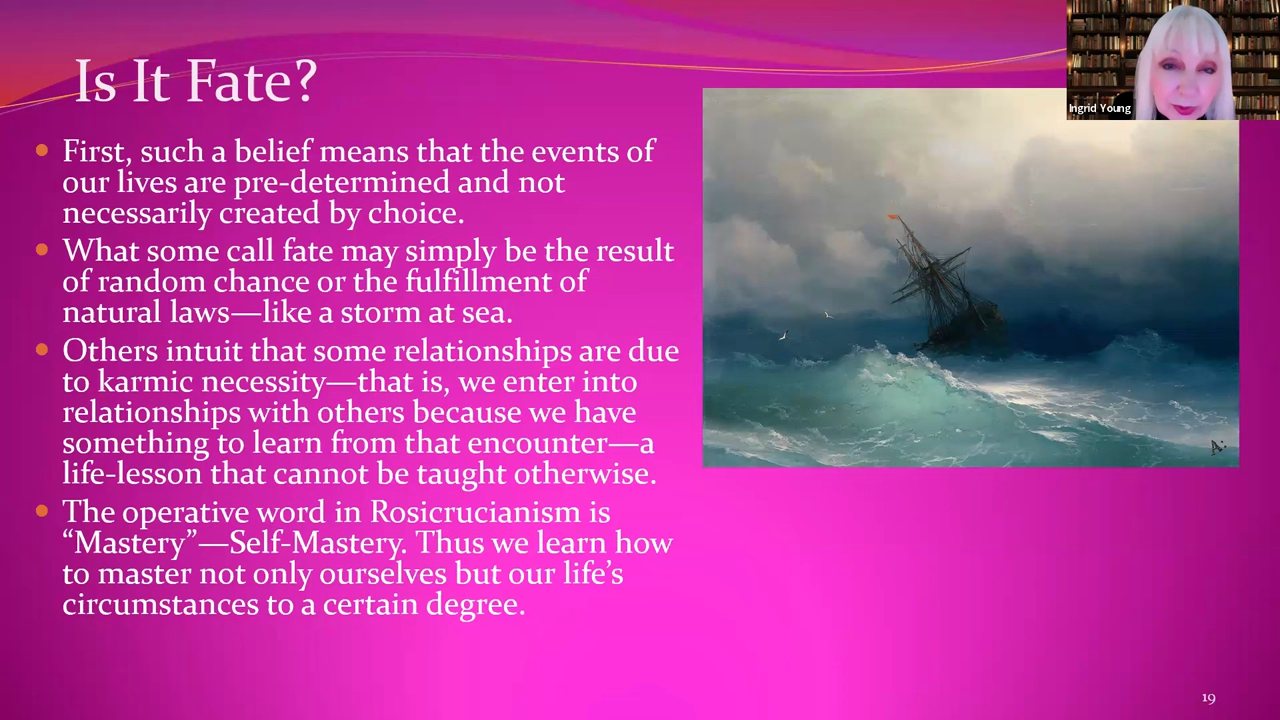 Is It Fate?
Ingrid Young
First, such a belief means that the events of
our lives are pre-determined and not
necessarily created by choice.
What some call fate may simply be the result
of random chance or the fulfillment of
natural laws—like a storm at sea.
Others intuit that some relationships are due
to karmic necessity—that is, we enter into
relationships with others because we have
something to learn from that encounter—a
life-lesson that cannot be taught otherwise.
The operative word in Rosicrucianism is
“Mastery”—Self-Mastery. Thus we learn how
to master not only ourselves but our life’s
circumstances to a certain degree.
19